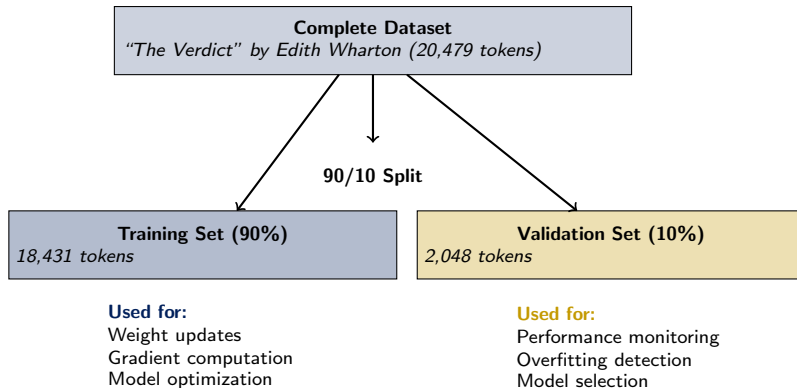 Complete Dataset
“The Verdict” by Edith Wharton (20,479 tokens)
90/10 Split
Training Set (90%)
18,431 tokens
Validation Set (10%)
2,048 tokens
Used for:
Weight updates
Gradient computation
Model optimization
Used for:
Performance monitoring
Overfitting detection
Model selection